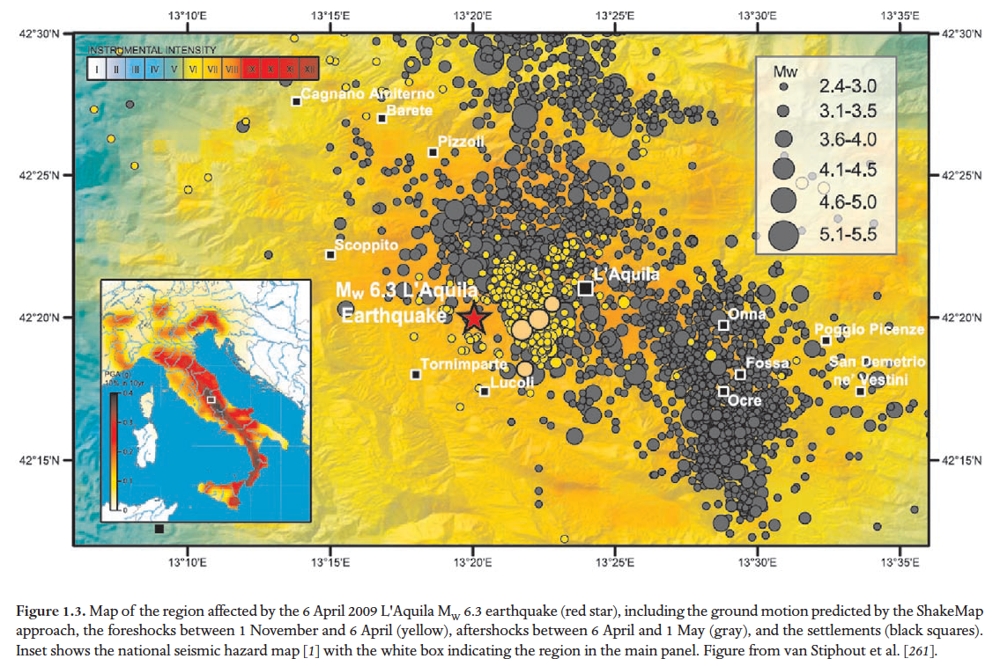 13°10'E 13°15'E 13°20'E 13°25'E 13°30'E 13°35'E
42°30'N 42°30'N
INSTRUMENTAL INTENSITY
I II III IV V VI VII VIII IX X XI XII
Mw
2.4-3.0
3.1-3.5
3.6-4.0
4.1-4.5
4.6-5.0
5.1-5.5
Cagnano Amiterno
Barete
Pizzoli
42°25'N 42°25'N
Scoppito
L'Aquila
Mw 6.3 L'Aquila
Earthquake
42°20'N 42°20'N
Onna
Poggio Picenze
Tornimparte
Fossa
San Demetrio
ne' Vestini
Lucoli
Ocre
PGA (g)
10% in 10yr
0.4
0.2
0.1
0
42°15'N 42°15'N
13°10'E 13°15'E 13°20'E 13°25'E 13°30'E 13°35'E
Figure 1.3. Map of the region affected by the 6 April 2009 L'Aquila Mw 6.3 earthquake (red star), including the ground motion predicted by the ShakeMap
approach, the foreshocks between 1 November and 6 April (yellow), aftershocks between 6 April and 1 May (gray), and the settlements (black squares).
Inset shows the national seismic hazard map [1] with the white box indicating the region in the main panel. Figure from van Stiphout et al. [261].